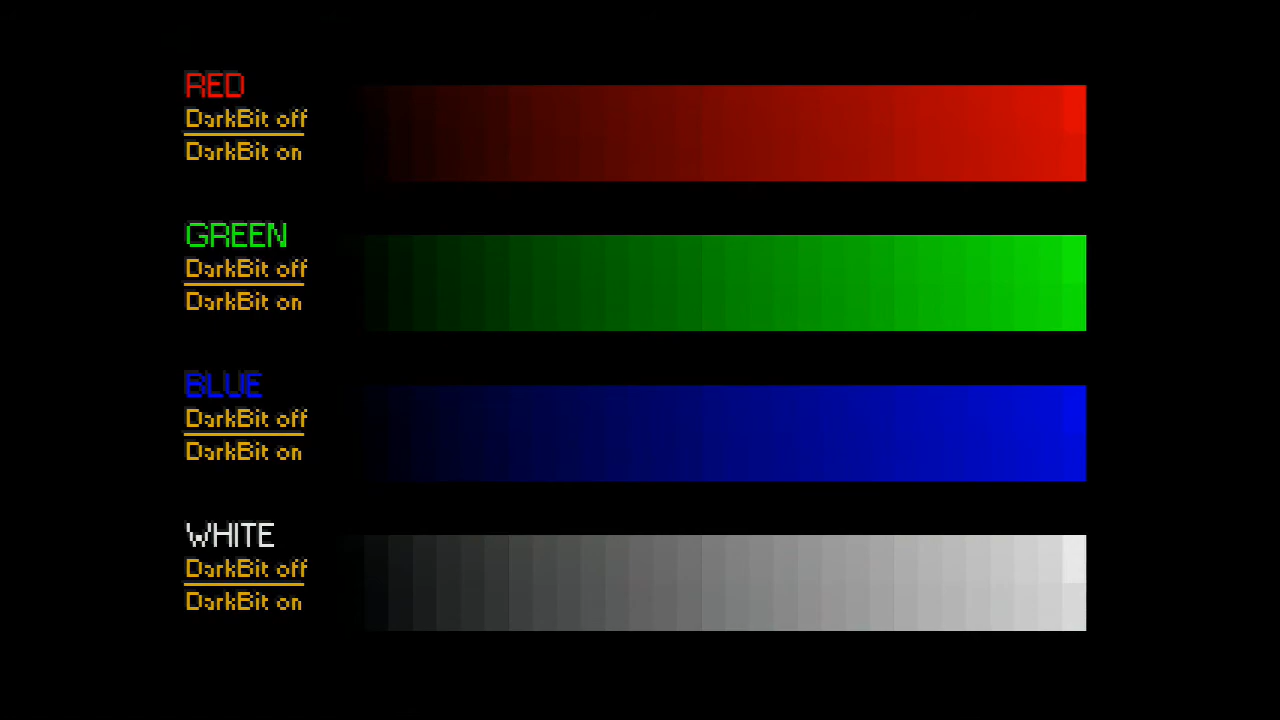 RED
DarkBit off
DarkBit on
GREEN
DarkBit off
DarkBit on
BLUE
DarkBit off
DarkBit on
WHITE
DarkBit off
DarkBit on